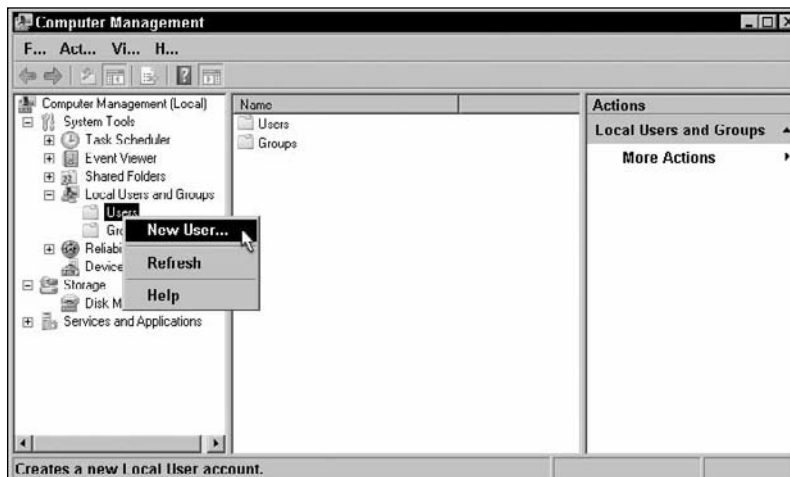 Computer Management
F... Act... Vi... H...
Computer Management (Local)
System Tools
Task Scheduler
Event Viewer
Shared Folders
Local Users and Groups
Users
Gro
Reliabi
Device
Storage
Disk M
Services and Applications
New User...
Refresh
Help
Name
Users
Groups
Actions
Local Users and Groups
More Actions
Creates a new Local User account.